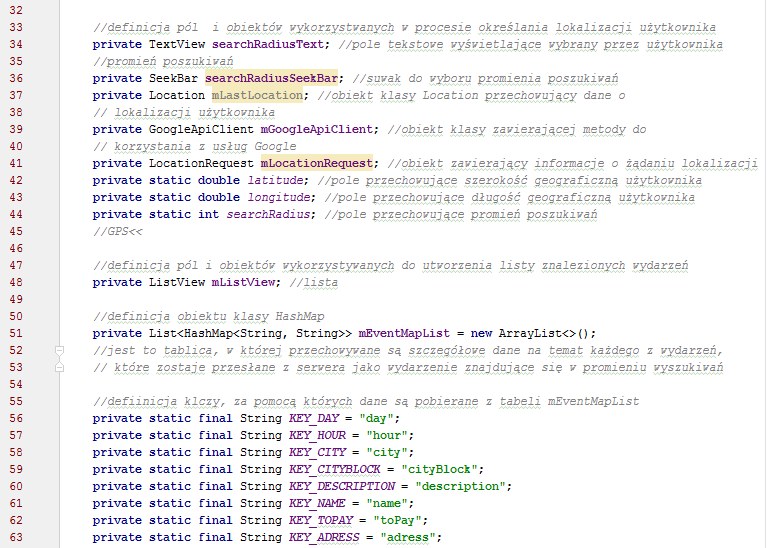 32
33 //definicja pól  i obiektów wykorzystwanych w procesie określania lokalizacji użytkownika
34 private TextView searchRadiusText; //pole tekstowe wyświetlające wybrany przez użytkownika
35 //promień poszukiwań
36 private SeekBar searchRadiusSeekBar; //suwak do wyboru promienia poszukiwań
37 private Location mLastLocation; //obiekt klasy Location przechowujący dane o
38 // lokalizacji użytkownika
39 private GoogleApiClient mGoogleApiClient; //obiekt klasy zawierającej metody do
40 // korzystania z usług Google
41 private LocationRequest mLocationRequest; //obiekt zawierający informacje o żądaniu lokalizacji
42 private static double latitude; //pole przechowujące szerokość geograficzną użytkownika
43 private static double longitude; //pole przechowujące długość geograficzną użytkownika
44 private static int searchRadius; //pole przechowujące promień poszukiwań
45 //GPS<<
46
47 //definicja pól i obiektów wykorzystywanych do utworzenia listy znalezionych wydarzeń
48 private ListView mListView; //lista
49
50 //definicja obiektu klasy HashMap
51 private List<HashMap<String, String>> mEventMapList = new ArrayList<>();
52 //jest to tablica, w której przechowywane są szczegółowe dane na temat każdego z wydarzeń,
53 // które zostaje przesłane z serwera jako wydarzenie znajdujące się w promieniu wyszukiwań
54
55 //defiinicja klczy, za pomocą których dane są pobierane z tabeli mEventMapList
56 private static final String KEY_DAY = "day";
57 private static final String KEY_HOUR = "hour";
58 private static final String KEY_CITY = "city";
59 private static final String KEY_CITYBLOCK = "cityBlock";
60 private static final String KEY_DESCRIPTION = "description";
61 private static final String KEY_NAME = "name";
62 private static final String KEY_TOPAY = "toPay";
63 private static final String KEY_ADRESS = "adress";